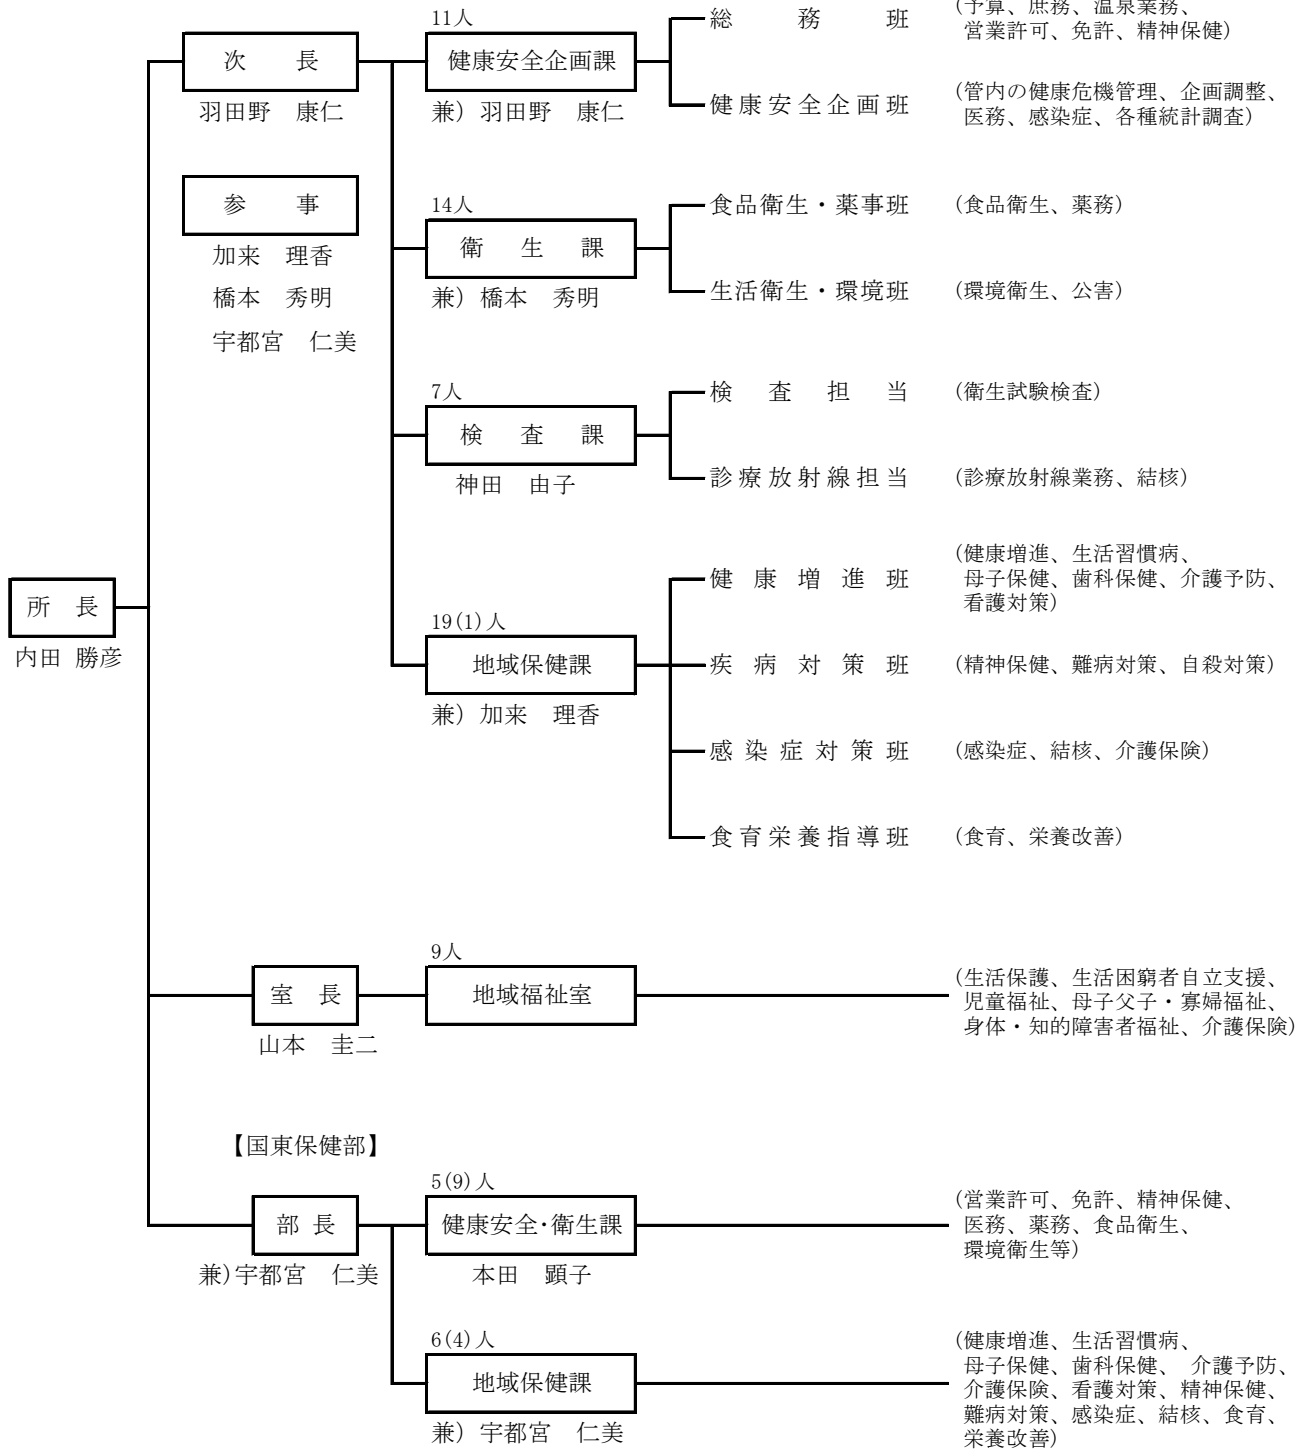 11人
総務班
(予算、庶務、温泉業務、
営業許可、免許、精神保健)
次長
健康安全企画課
羽田野 康仁
兼) 羽田野 康仁
健康安全企画班
(管内の健康危機管理、企画調整、
医務、感染症、各種統計調査)
参事
加来 理香
橋本 秀明
宇都宮 仁美
14人
衛生課
兼) 橋本 秀明
食品衛生・薬事班
(食品衛生、薬務)
生活衛生・環境班
(環境衛生、公害)
7人
検査課
神田 由子
検査担当
(衛生試験検査)
診療放射線担当
(診療放射線業務、結核)
所長
内田 勝彦
19(1)人
地域保健課
兼) 加来 理香
健康増進班
(健康増進、生活習慣病、
母子保健、歯科保健、介護予防、
看護対策)
疾病対策班
(精神保健、難病対策、自殺対策)
感染症対策班
(感染症、結核、介護保険)
食育栄養指導班
(食育、栄養改善)
9人
室長
地域福祉室
山本 圭二
(生活保護、生活困窮者自立支援、
児童福祉、母子父子・寡婦福祉、
身体・知的障害者福祉、介護保険)
【国東保健部】
5(9)人
部長
健康安全・衛生課
兼)宇都宮 仁美
本田 顕子
(営業許可、免許、精神保健、
医務、薬務、食品衛生、
環境衛生等)
6(4)人
地域保健課
兼) 宇都宮 仁美
(健康増進、生活習慣病、
母子保健、歯科保健、 介護予防、
介護保険、看護対策、精神保健、
難病対策、感染症、結核、食育、
栄養改善)